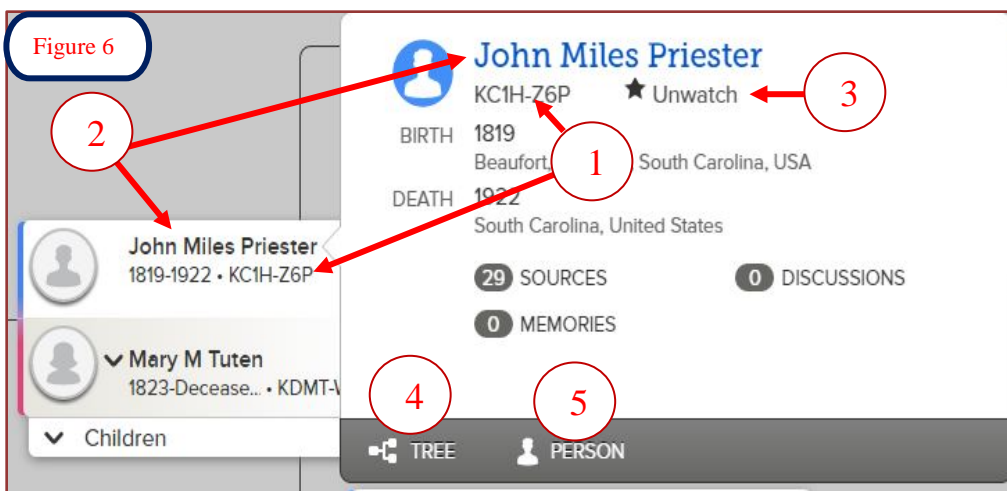 Figure 6
John Miles Priester
KC1H-Z6P
Unwatch
3
2
BIRTH 1819
Beaufort, South Carolina, USA
1
DEATH 1922
South Carolina, United States
John Miles Priester
1819-1922 • KC1H-Z6P
29 SOURCES
0 DISCUSSIONS
0 MEMORIES
Mary M Tuten
1823-Decease... • KDMT-
Children
4
5
TREE
PERSON